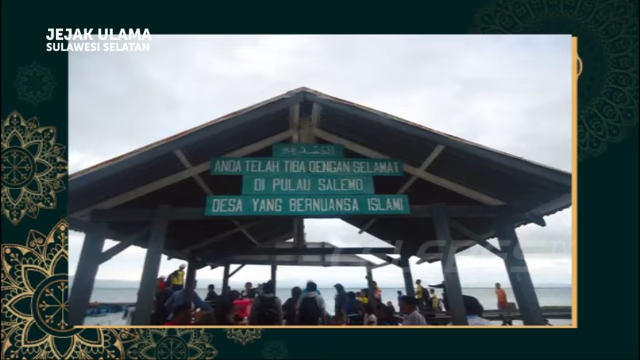 JEJAK ULAMA
SULAWESI SELATAN
ANDA TELAH TIBA DENGAN SELAMAT
DI PULAU SALEMO
DESA YANG BERNUANSA ISLAMI